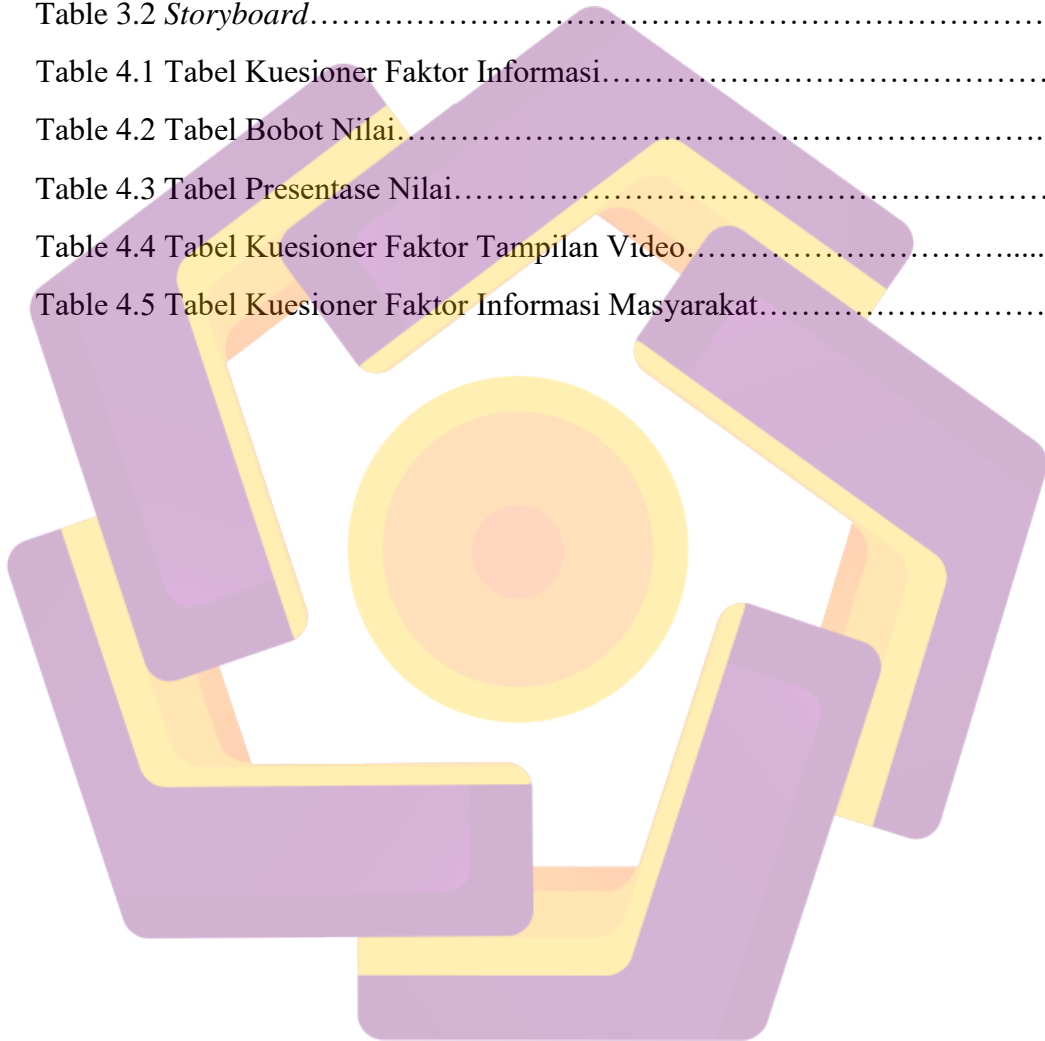 Table 3.2 Storyboard……………………………………………………………………
Table 4.1 Tabel Kuesioner Faktor Informasi……………………………………
Table 4.2 Tabel Bobot Nilai…………………………………………………………….
Table 4.3 Tabel Presentase Nilai………………………………………………………
Table 4.4 Tabel Kuesioner Faktor Tampilan Video…………………………......
Table 4.5 Tabel Kuesioner Faktor Informasi Masyarakat………………………